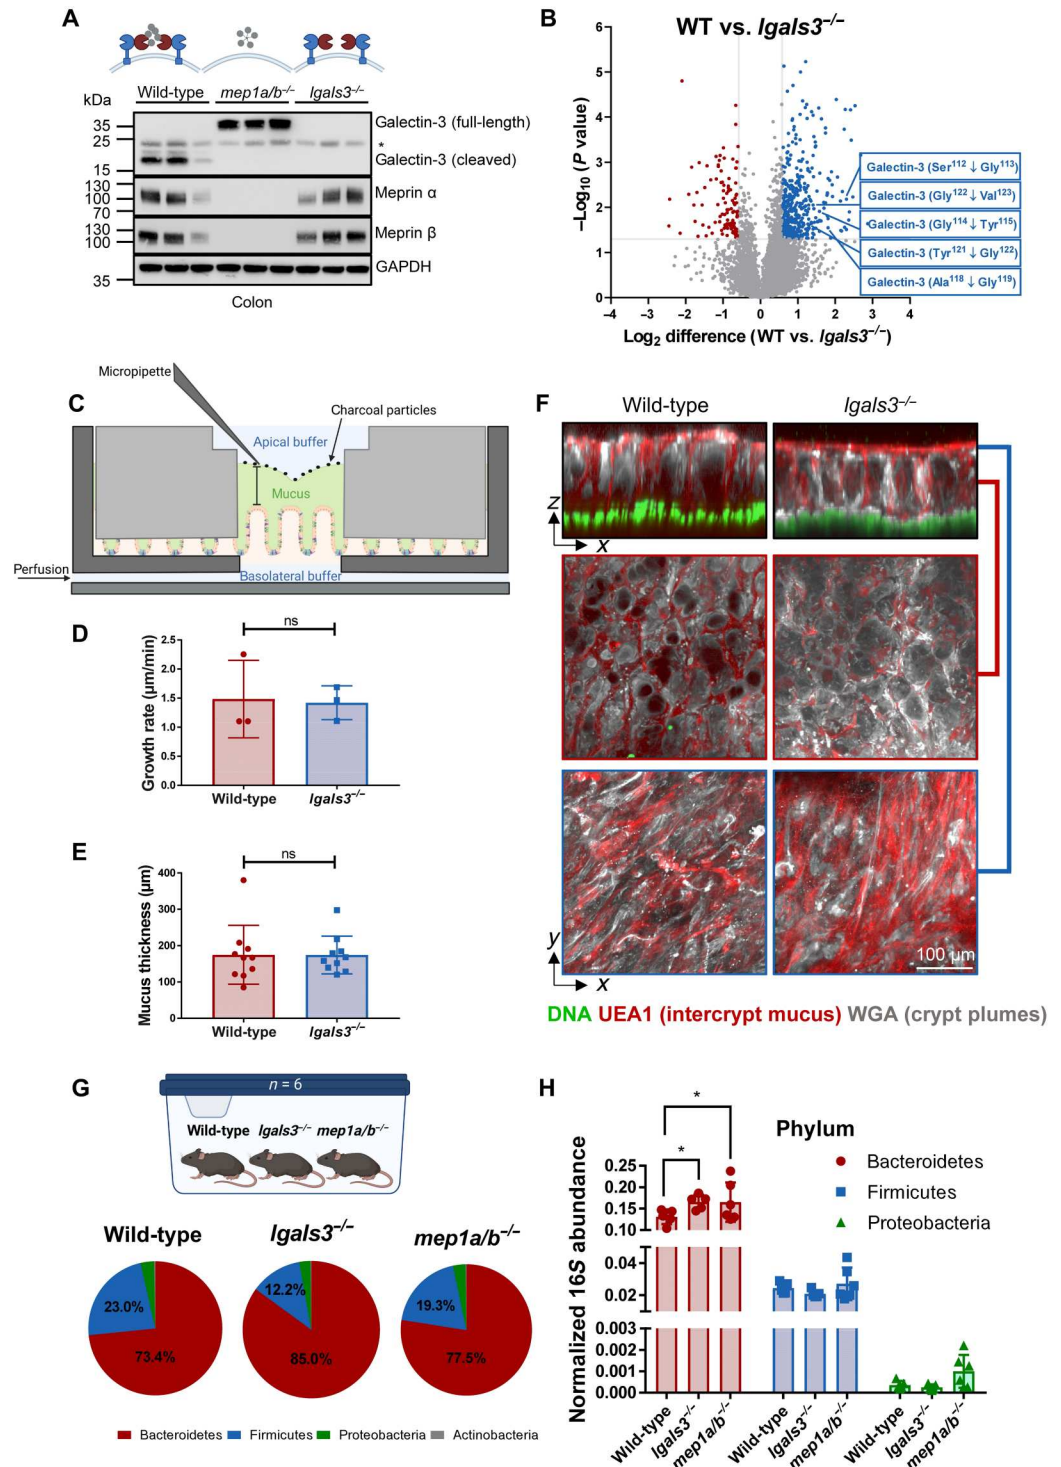 A
Wild-type mep1a/b–/– lgals3–/–
kDa
35
25
15
Galectin-3 (full-length)
*
Galectin-3 (cleaved)
130
100
70
Meprin α
130
100
Meprin β
35
GAPDH
Colon
B
WT vs. lgals3–/–
–Log10 (P value)
6
5
4
3
2
1
0
–4 –3 –2 –1 0 1 2 3 4
Log2 difference (WT vs. lgals3–/–)
Galectin-3 (Ser112 ↓ Gly113)
Galectin-3 (Gly122 ↓ Val123)
Galectin-3 (Gly114 ↓ Tyr115)
Galectin-3 (Tyr121 ↓ Gly122)
Galectin-3 (Ala118 ↓ Gly119)
C
Micropipette
Charcoal particles
Apical buffer
Mucus
Perfusion
Basolateral buffer
D
ns
Growth rate (µm/min)
2.5
2.0
1.5
1.0
0.5
0.0
Wild-type lgals3–/–
E
ns
Mucus thickness (µm)
400
300
200
100
0
Wild-type lgals3–/–
F
Wild-type lgals3–/–
z
x
y
x
100 µm
DNA UEA1 (intercrypt mucus) WGA (crypt plumes)
G
n = 6
Wild-type lgals3–/– mep1a/b–/–
Wild-type lgals3–/– mep1a/b–/–
23.0%
73.4%
12.2%
85.0%
19.3%
77.5%
Bacteroidetes Firmicutes Proteobacteria Actinobacteria
H
*
*
Normalized 16S abundance
0.25
0.20
0.15
0.10
0.04
0.02
0.003
0.002
0.001
0.000
Phylum
Bacteroidetes
Firmicutes
Proteobacteria
Wild-type lgals3–/– mep1a/b–/– Wild-type lgals3–/– mep1a/b–/– Wild-type lgals3–/– mep1a/b–/–